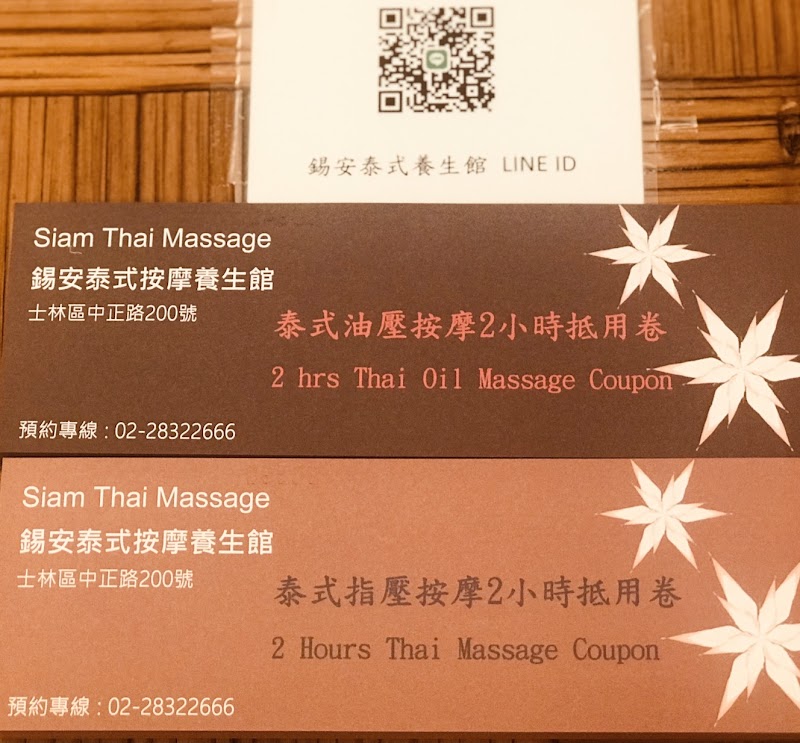 錫安泰式養生館 LINE ID
Siam Thai Massage
錫安泰式按摩養生館
士林區中正路200號
泰式油壓按摩2小時抵用卷
2 hrs Thai Oil Massage Coupon
預約專線 : 02-28322666
Siam Thai Massage
錫安泰式按摩養生館
士林區中正路200號
泰式指壓按摩2小時抵用卷
2 Hours Thai Massage Coupon
預約專線 : 02-28322666